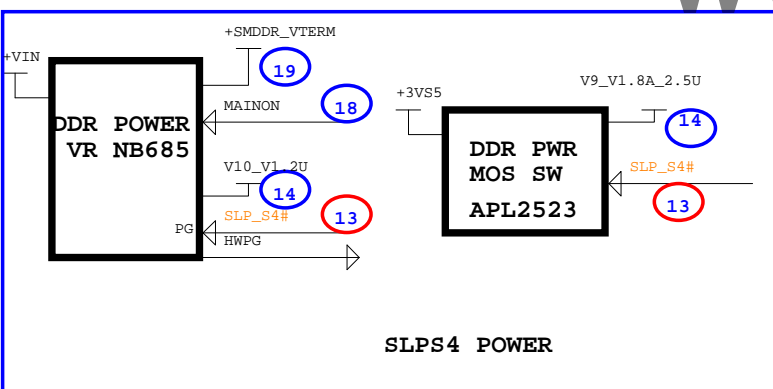 +SMDDR_VTERM
+VIN
19
MAINON
18
DDR POWER
VR NB685
V10_V1.2U
14
SLP_S4#
13
PG
HWPG
+3VS5
V9_V1.8A_2.5U
14
DDR PWR
MOS SW
APL2523
SLP_S4#
13
SLPS4 POWER